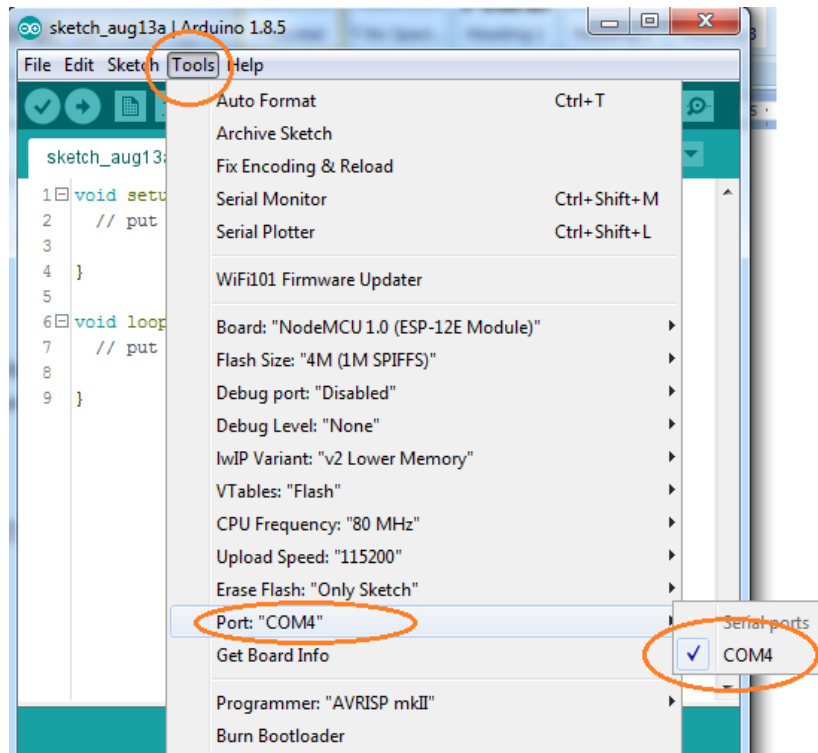 sketch_aug13a | Arduino 1.8.5
File Edit Sketch Tools Help
sketch_aug13a
1 void setu
2 // put
3
4 }
5
6 void loop
7 // put
8
9 }
Auto Format Ctrl+T
Archive Sketch
Fix Encoding & Reload
Serial Monitor Ctrl+Shift+M
Serial Plotter Ctrl+Shift+L
WiFi101 Firmware Updater
Board: "NodeMCU 1.0 (ESP-12E Module)"
Flash Size: "4M (1M SPIFFS)"
Debug port: "Disabled"
Debug Level: "None"
lwIP Variant: "v2 Lower Memory"
VTables: "Flash"
CPU Frequency: "80 MHz"
Upload Speed: "115200"
Erase Flash: "Only Sketch"
Port: "COM4"
Serial ports
COM4
Get Board Info
Programmer: "AVRISP mkII"
Burn Bootloader